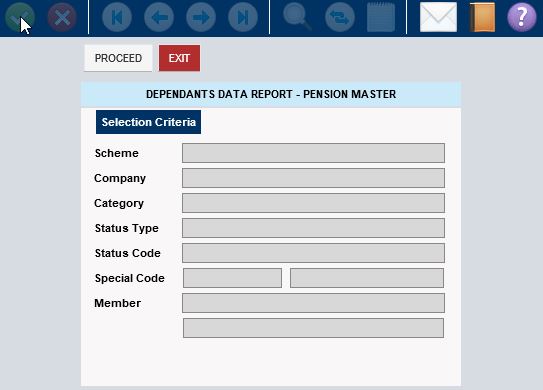 ?
PROCEED EXIT
DEPENDANTS DATA REPORT - PENSION MASTER
Selection Criteria
Scheme
Company
Category
Status Type
Status Code
Special Code
Member